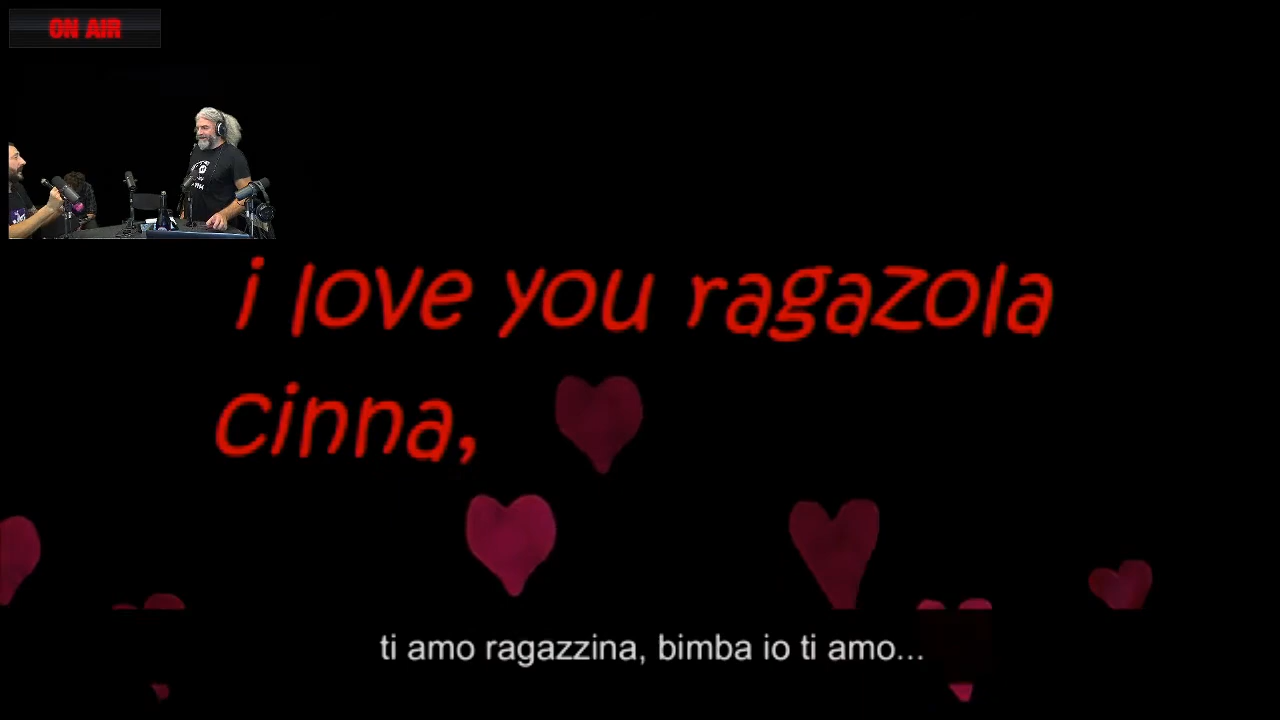 ON AIR
i love you ragazola
cinna,
ti amo ragazzina, bimba io ti amo...